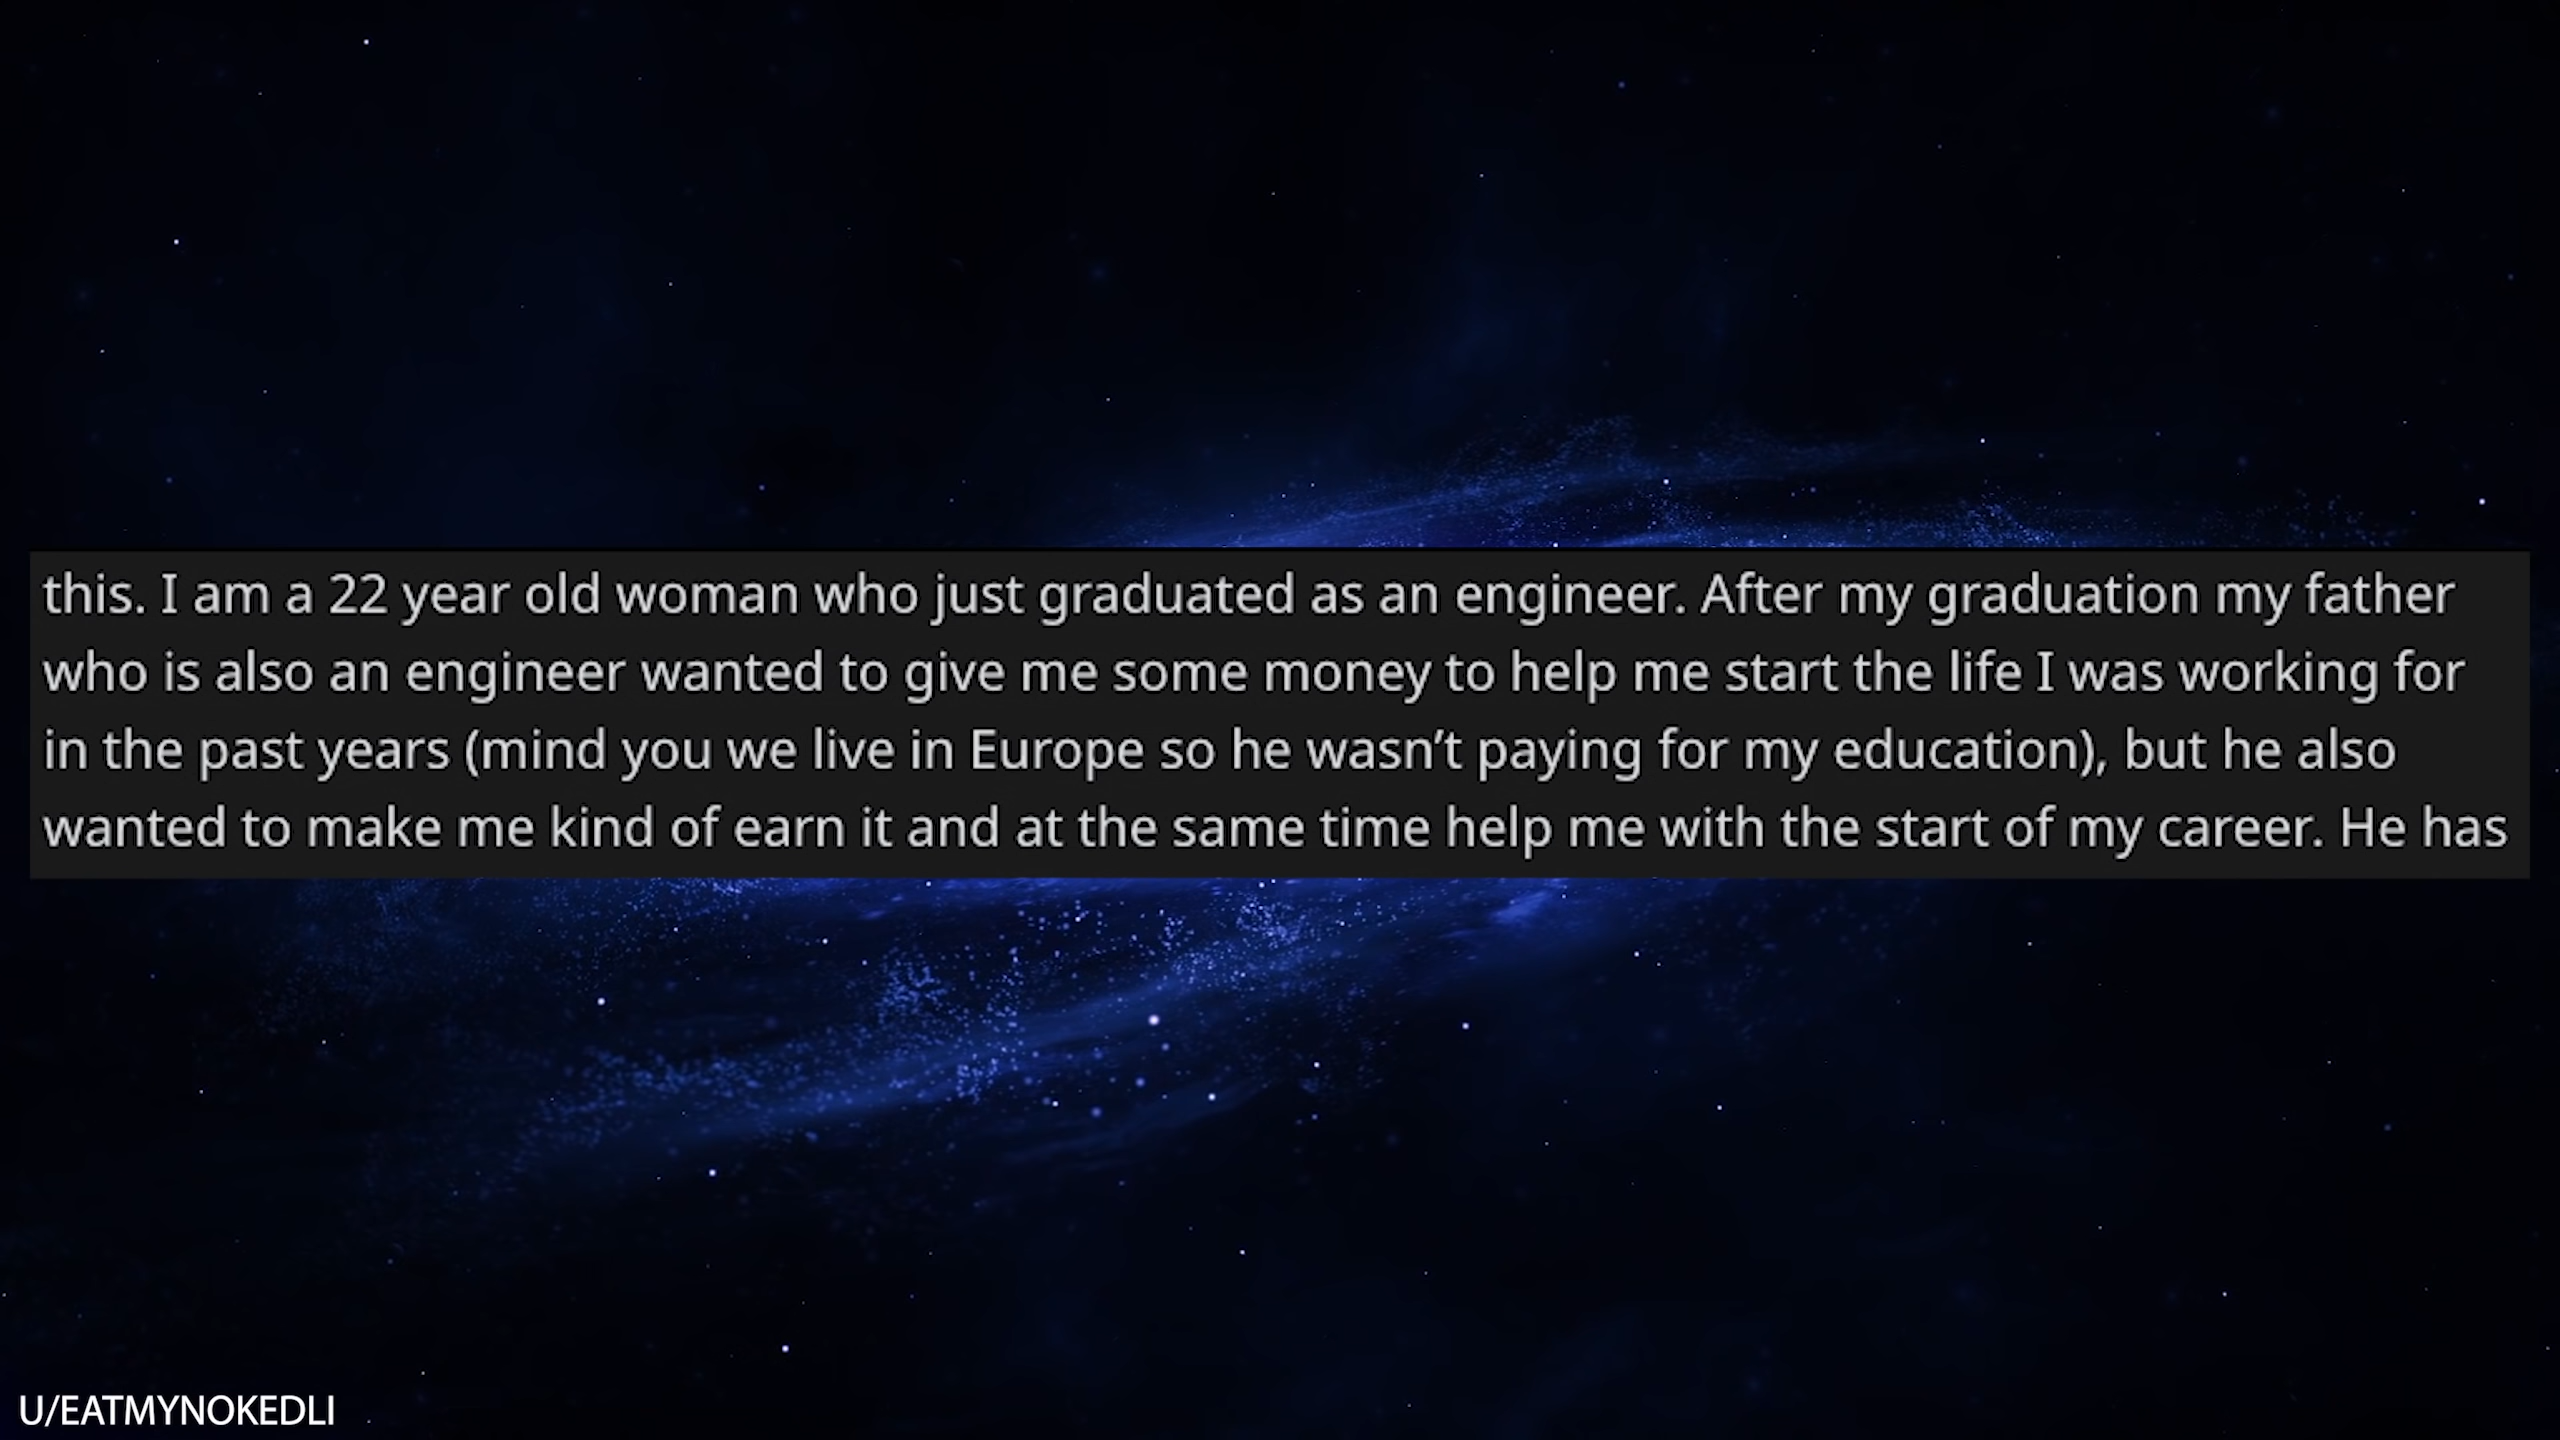 this. I am a 22 year old woman who just graduated as an engineer. After my graduation my father
who is also an engineer wanted to give me some money to help me start the life I was working for
in the past years (mind you we live in Europe so he wasn’t paying for my education), but he also
wanted to make me kind of earn it and at the same time help me with the start of my career. He has
U/EATMYNOKEDLI